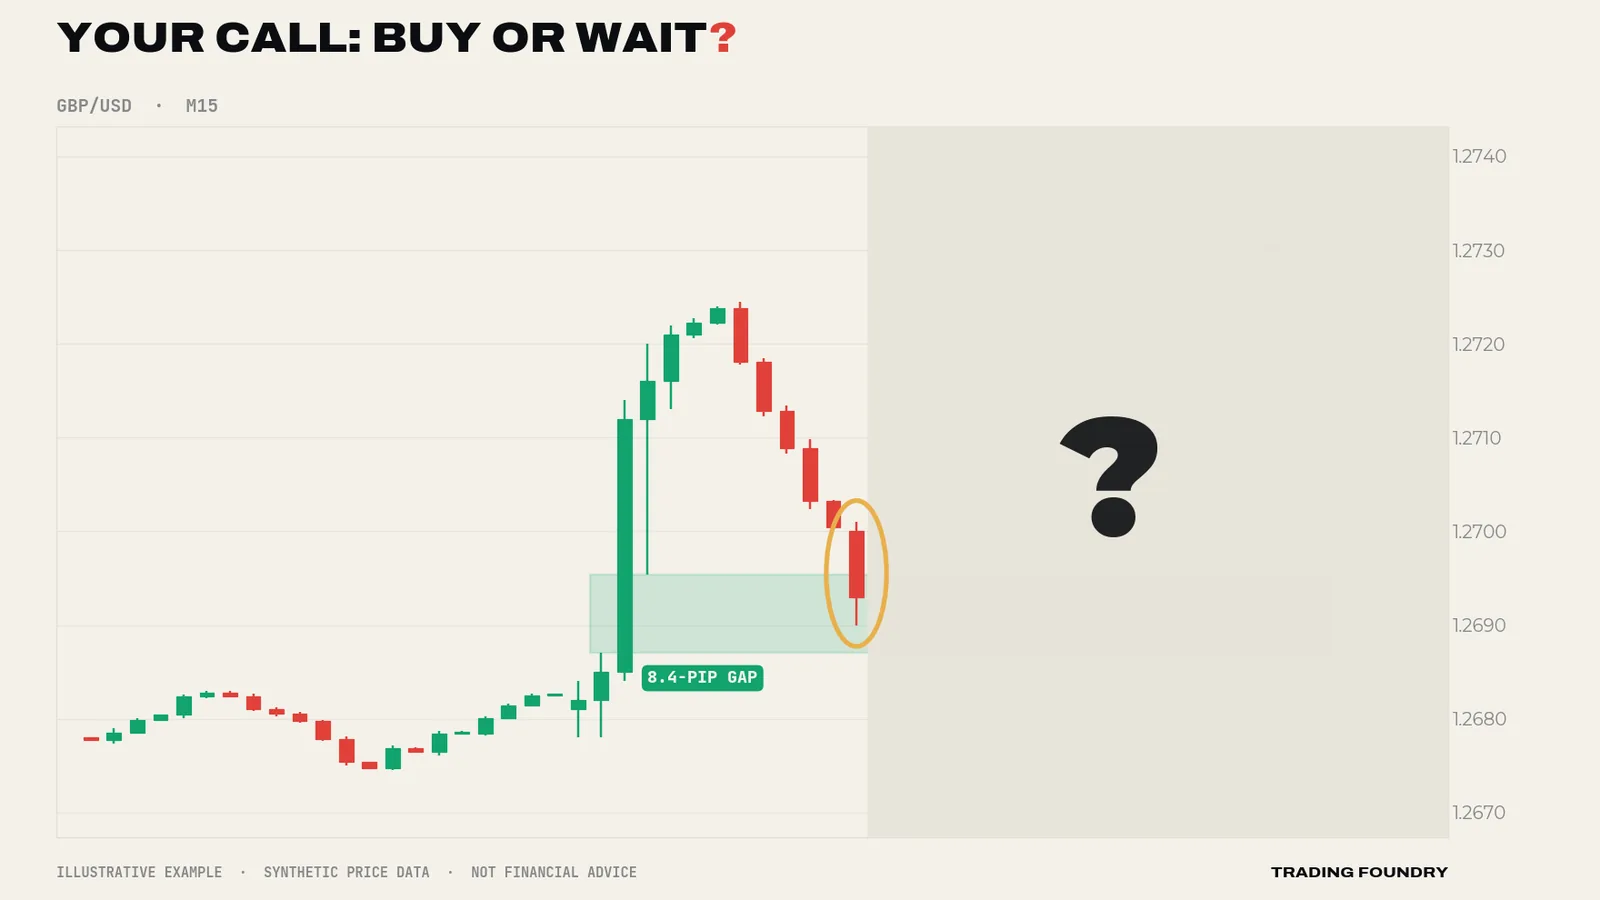 YOUR CALL: BUY OR WAIT?
GBP/USD · M15
1.2740
1.2730
1.2720
1.2710
1.2700
1.2690
1.2680
1.2670
?
8.4-PIP GAP
ILLUSTRATIVE EXAMPLE · SYNTHETIC PRICE DATA · NOT FINANCIAL ADVICE
TRADING FOUNDRY